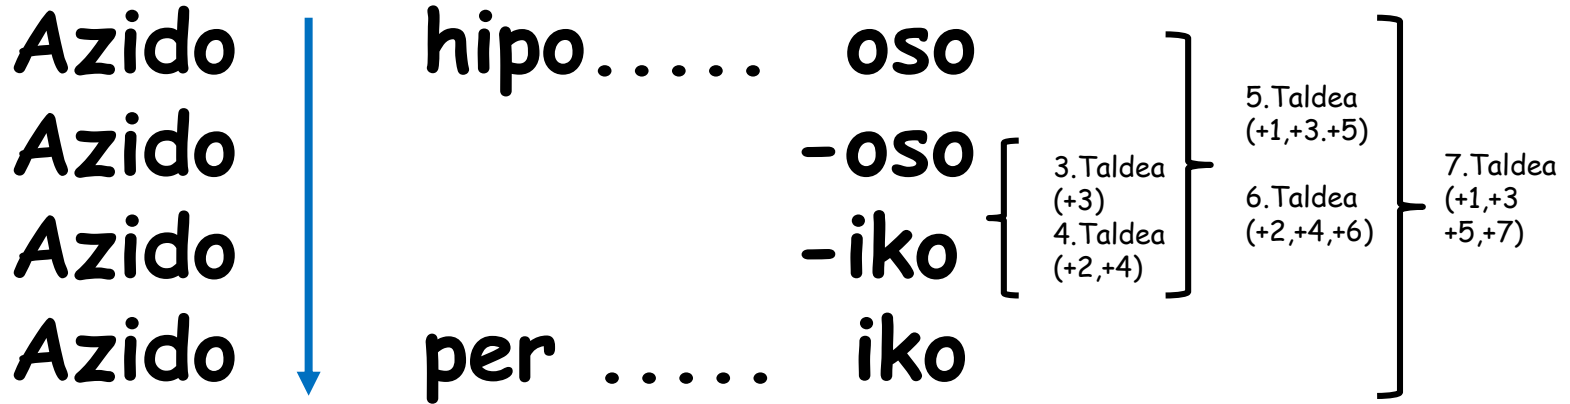 Azido hipo..... oso
Azido -oso
Azido -iko
Azido per ..... iko
3.Taldea
(+3)
4.Taldea
(+2,+4)
5.Taldea
(+1,+3.+5)
6.Taldea
(+2,+4,+6)
7.Taldea
(+1,+3
+5,+7)